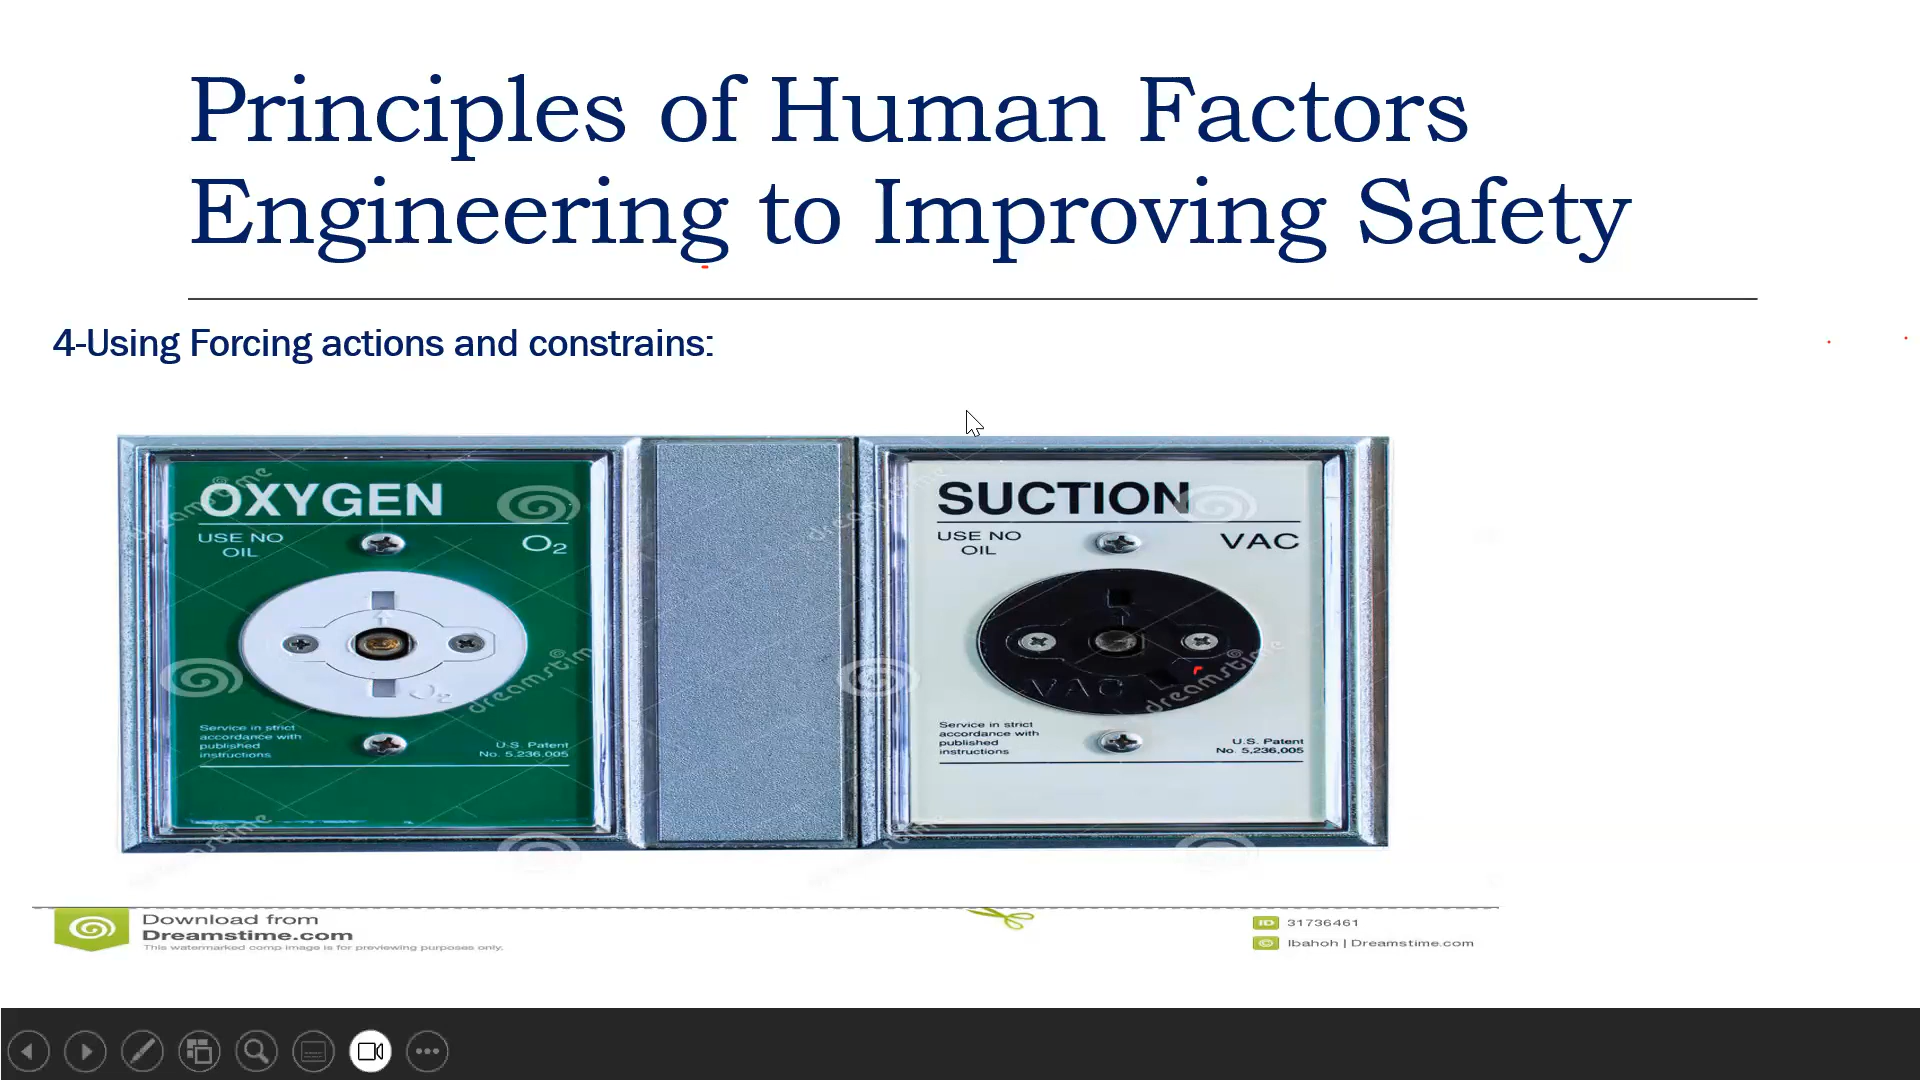 Principles of Human Factors
Engineering to Improving Safety
4-Using Forcing actions and constrains:
OXYGEN
USE NO
OIL
O2
O2
Service in strict
accordance with
published
instructions
U.S. Patent
No. 5,236,005
SUCTION
USE NO
OIL
VAC
VAC
Service in strict
accordance with
published
instructions
U.S. Patent
No. 5,236,005
dreamstime
Download from
Dreamstime.com
This watermarked comp image is for previewing purposes only.
ID 31736461
© Ibahoh | Dreamstime.com